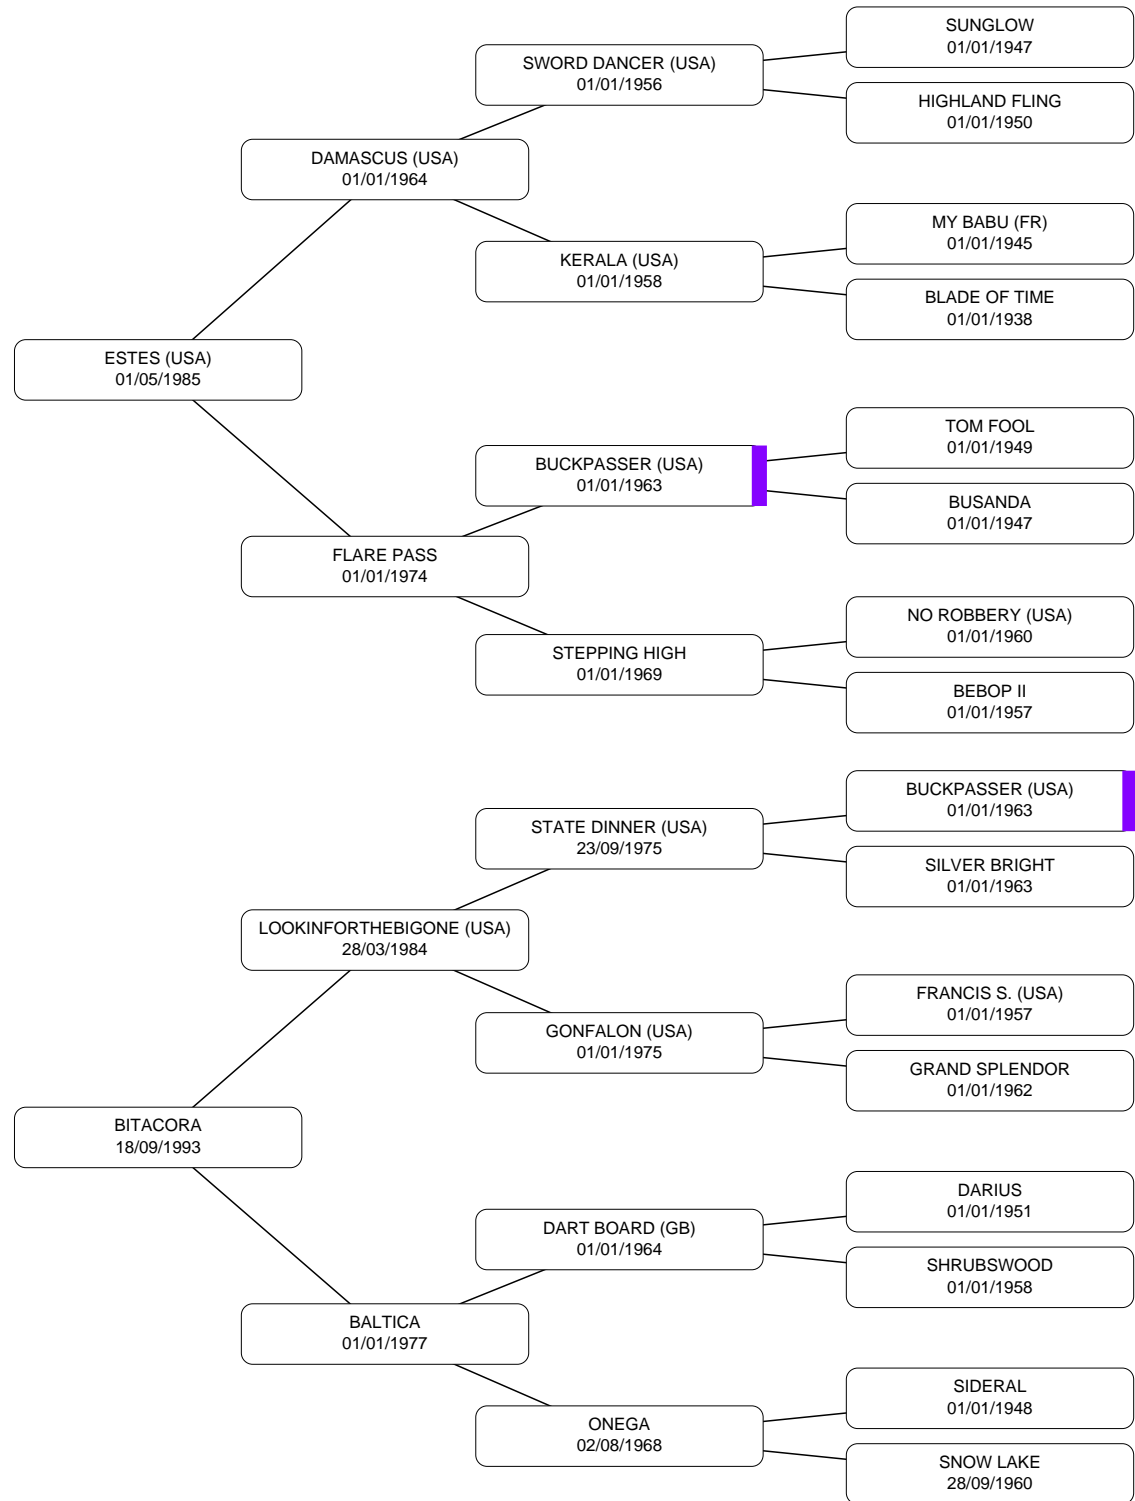 SUNGLOW
01/01/1947
SWORD DANCER (USA)
01/01/1956
HIGHLAND FLING
01/01/1950
DAMASCUS (USA)
01/01/1964
MY BABU (FR)
01/01/1945
KERALA (USA)
01/01/1958
BLADE OF TIME
01/01/1938
ESTES (USA)
01/05/1985
TOM FOOL
01/01/1949
BUCKPASSER (USA)
01/01/1963
BUSANDA
01/01/1947
FLARE PASS
01/01/1974
NO ROBBERY (USA)
01/01/1960
STEPPING HIGH
01/01/1969
BEBOP II
01/01/1957
BUCKPASSER (USA)
01/01/1963
STATE DINNER (USA)
23/09/1975
SILVER BRIGHT
01/01/1963
LOOKINFORTHEBIGONE (USA)
28/03/1984
FRANCIS S. (USA)
01/01/1957
GONFALON (USA)
01/01/1975
GRAND SPLENDOR
01/01/1962
BITACORA
18/09/1993
DARIUS
01/01/1951
DART BOARD (GB)
01/01/1964
SHRUBSWOOD
01/01/1958
BALTICA
01/01/1977
SIDERAL
01/01/1948
ONEGA
02/08/1968
SNOW LAKE
28/09/1960